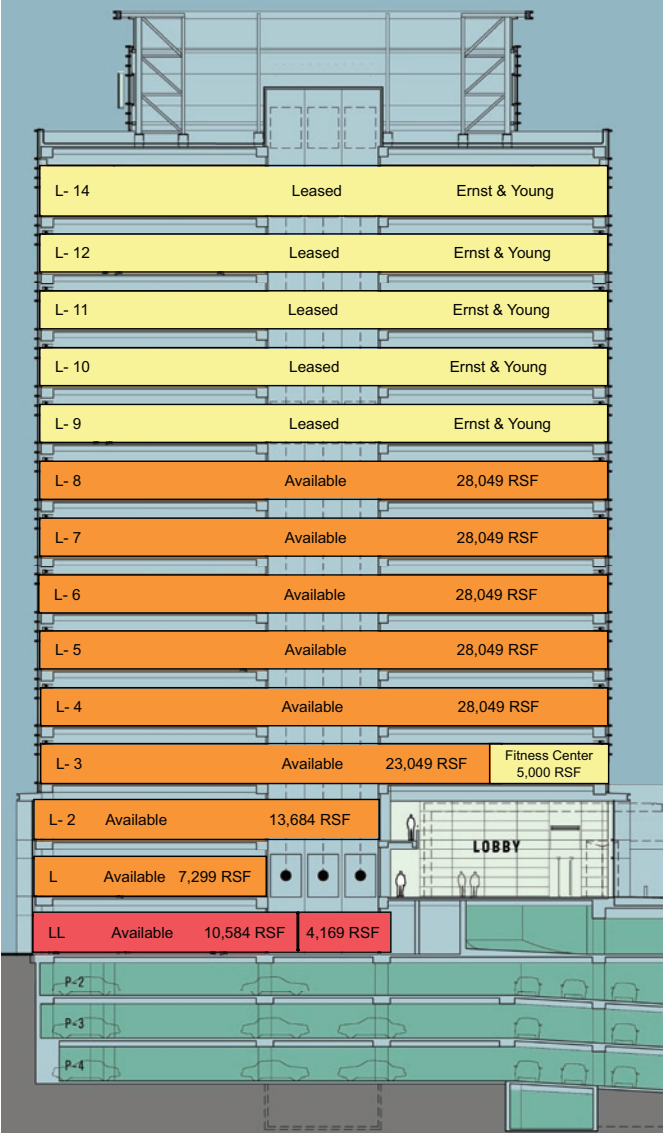 L- 14 Leased Ernst & Young
L- 12 Leased Ernst & Young
L- 11 Leased Ernst & Young
L- 10 Leased Ernst & Young
L- 9 Leased Ernst & Young
L- 8 Available 28,049 RSF
L- 7 Available 28,049 RSF
L- 6 Available 28,049 RSF
L- 5 Available 28,049 RSF
L- 4 Available 28,049 RSF
L- 3 Available 23,049 RSF Fitness Center
5,000 RSF
L- 2 Available 13,684 RSF
LOBBY
L Available 7,299 RSF
LL Available 10,584 RSF 4,169 RSF
P-2
P-3
P-4